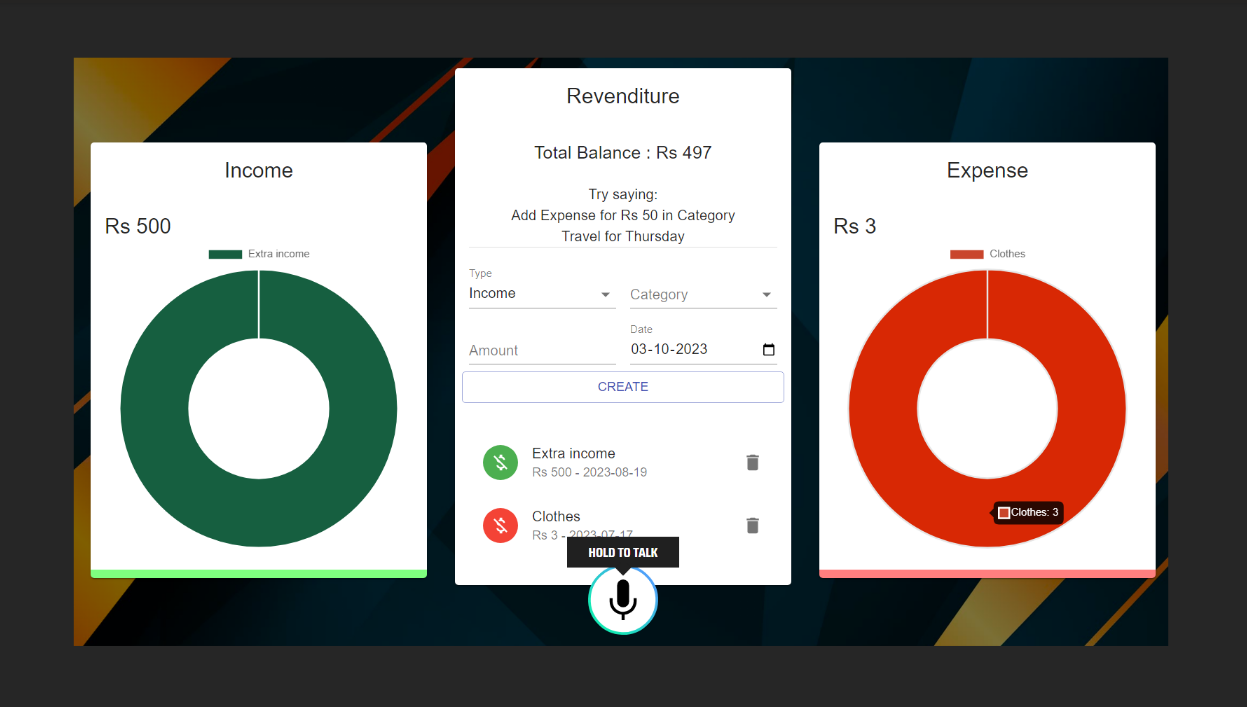 Revenditure
Total Balance : Rs 497
Try saying:
Add Expense for Rs 50 in Category
Travel for Thursday
Income
Rs 500
Extra income
Type
Income
Category
Amount
Date
03-10-2023
CREATE
Extra income
Rs 500 - 2023-08-19
Clothes
Rs 3 - 2023-07-17
HOLD TO TALK
Expense
Rs 3
Clothes
Clothes: 3